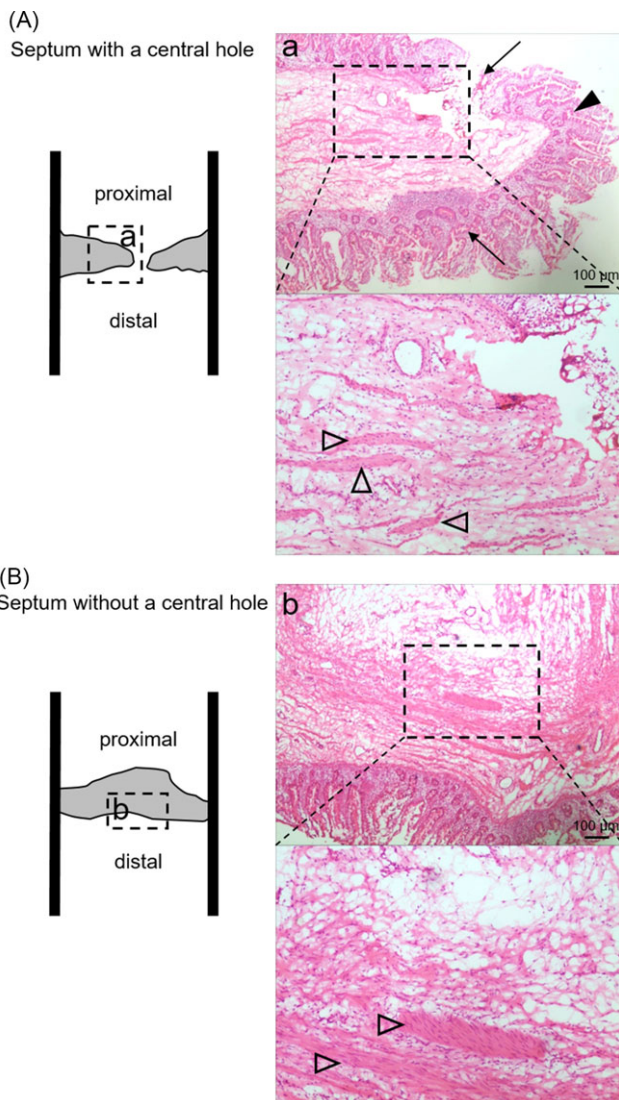 (A)
Septum with a central hole
proximal
a
distal
a
100 µm
(B)
Septum without a central hole
proximal
b
distal
b
100 µm